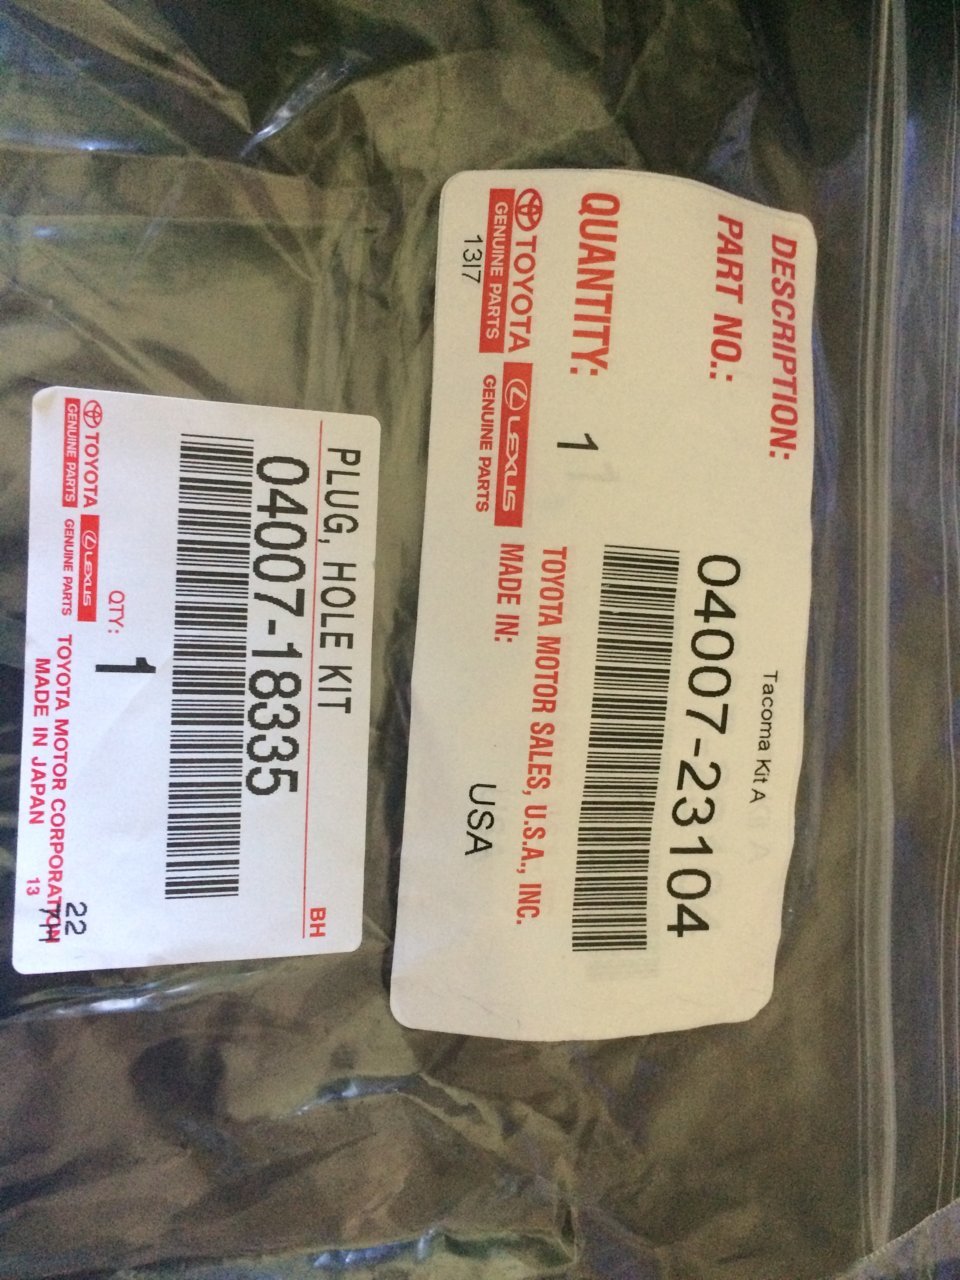 DESCRIPTION: Tacoma Kit A
PART NO.: 04007-23104
QUANTITY: 1
TOYOTA
GENUINE PARTS
LEXUS
GENUINE PARTS
TOYOTA MOTOR SALES, U.S.A., INC.
MADE IN: USA
13I7
BH
PLUG, HOLE KIT
04007-18335
QTY: 1
TOYOTA
GENUINE PARTS
LEXUS
GENUINE PARTS
TOYOTA MOTOR CORPORATION
MADE IN JAPAN
22
13